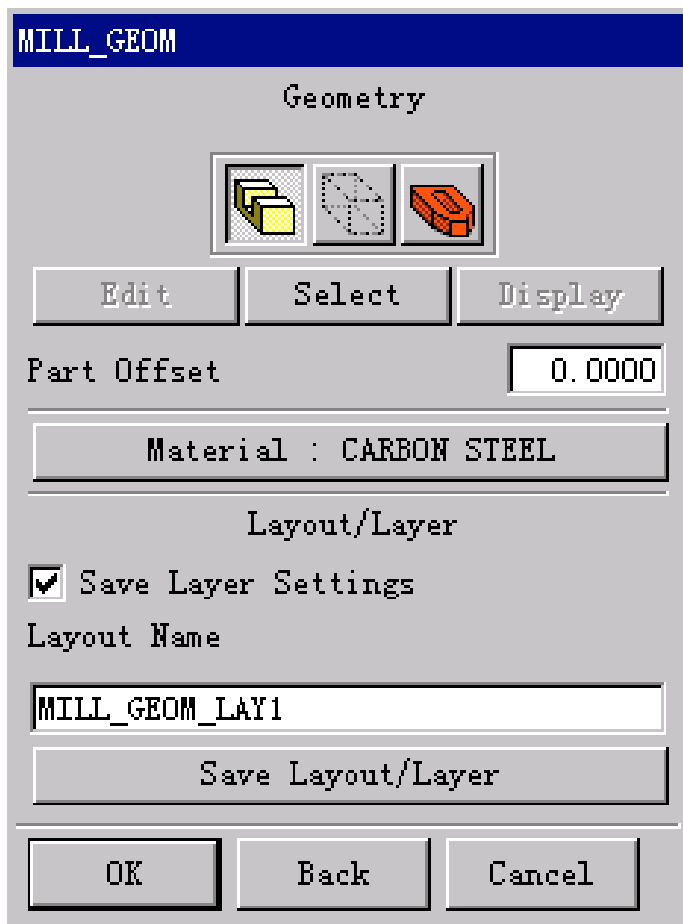 MILL_GEOM
Geometry
Edit Select Display
Part Offset 0.0000
Material : CARBON STEEL
Layout/Layer
Save Layer Settings
Layout Name
MILL_GEOM_LAY1
Save Layout/Layer
OK Back Cancel